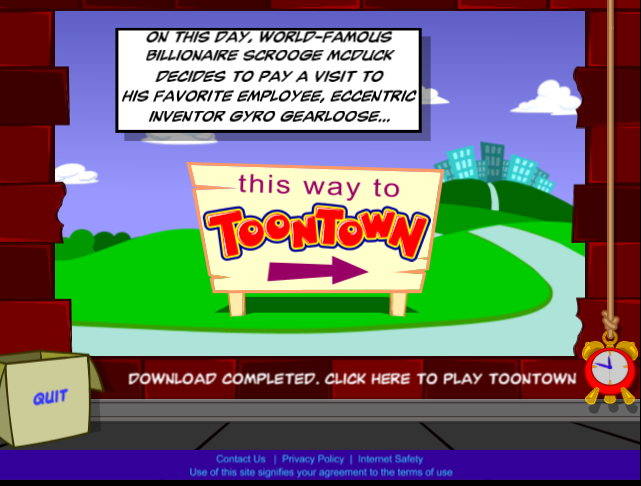 ON THIS DAY, WORLD-FAMOUS
BILLIONAIRE SCROOGE MCDUCK
DECIDES TO PAY A VISIT TO
HIS FAVORITE EMPLOYEE, ECCENTRIC
INVENTOR GYRO GEARLOOSE...
this way to
TOONTOWN
QUIT
DOWNLOAD COMPLETED. CLICK HERE TO PLAY TOONTOWN
Contact Us | Privacy Policy | Internet Safety
Use of this site signifies your agreement to the terms of use